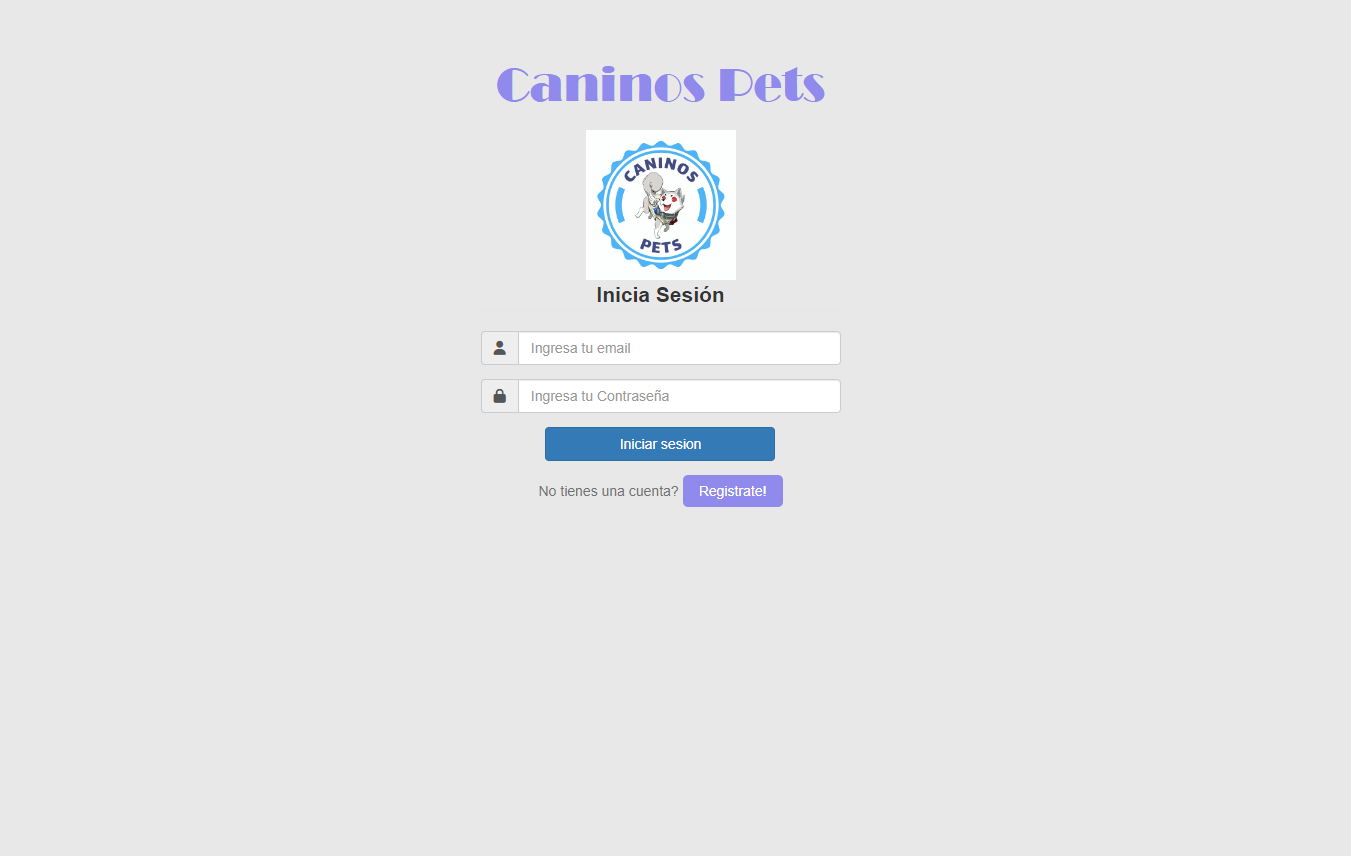 Caninos Pets
CANINOS
PETS
Inicia Sesión
Ingresa tu email
Ingresa tu Contraseña
Iniciar sesion
No tienes una cuenta? Registrate!